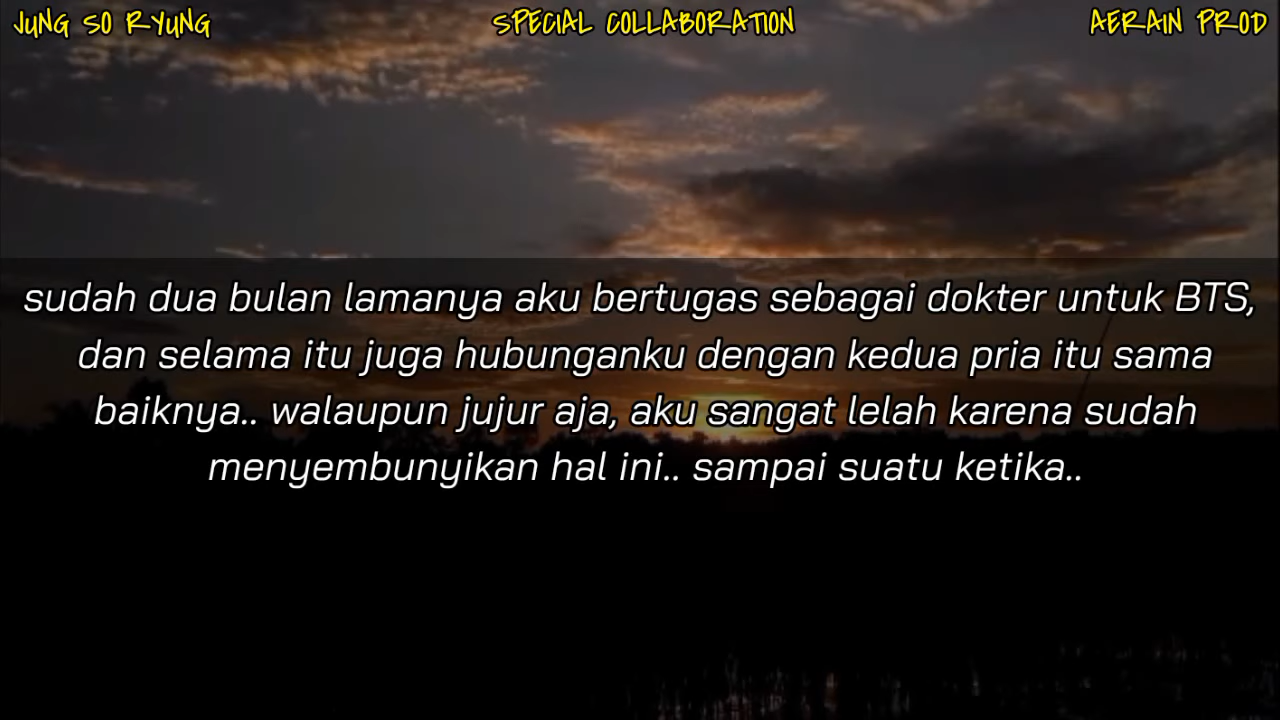 JUNG SO RYUNG
SPECIAL COLLABORATION
AERAIN PROD
sudah dua bulan lamanya aku bertugas sebagai dokter untuk BTS,
dan selama itu juga hubunganku dengan kedua pria itu sama
baiknya.. walaupun jujur aja, aku sangat lelah karena sudah
menyembunyikan hal ini.. sampai suatu ketika..